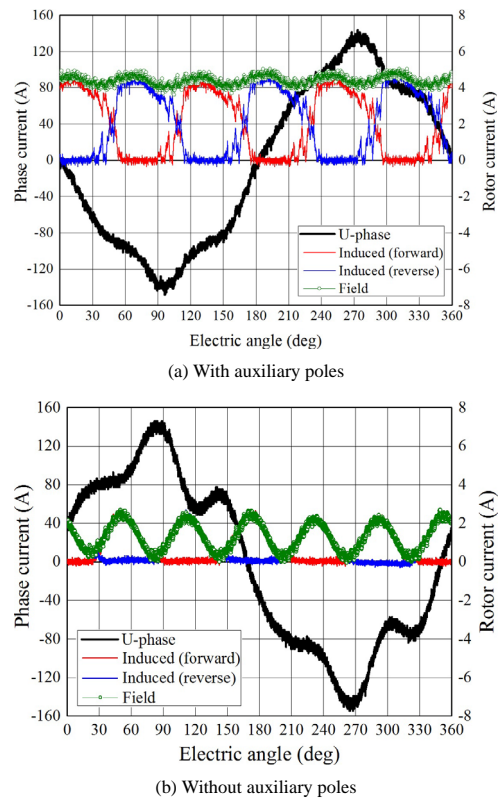 160
120
80
40
0
-40
-80
-120
-160
Phase current (A)
8
6
4
2
0
-2
-4
-6
-8
Rotor current (A)
U-phase
Induced (forward)
Induced (reverse)
Field
0 30 60 90 120 150 180 210 240 270 300 330 360
Electric angle (deg)
(a) With auxiliary poles
160
120
80
40
0
-40
-80
-120
-160
Phase current (A)
8
6
4
2
0
-2
-4
-6
-8
Rotor current (A)
U-phase
Induced (forward)
Induced (reverse)
Field
0 30 60 90 120 150 180 210 240 270 300 330 360
Electric angle (deg)
(b) Without auxiliary poles